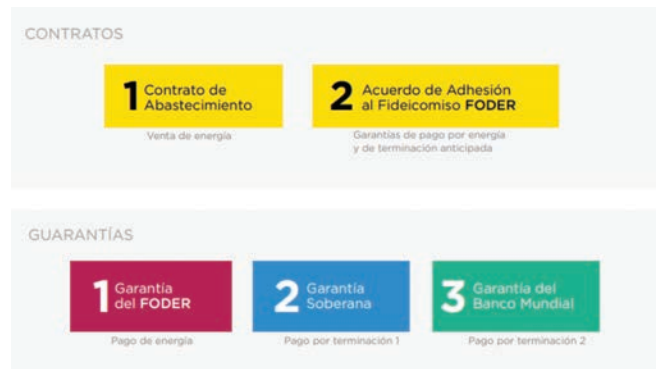 CONTRATOS
1 Contrato de
Abastecimiento
Venta de energía
2 Acuerdo de Adhesión
al Fideicomiso FODER
Garantías de pago por energía
y de terminación anticipada
GUARANTÍAS
1 Garantía
del FODER
Pago de energía
2 Garantía
Soberana
Pago por terminación 1
3 Garantía del
Banco Mundial
Pago por terminación 2